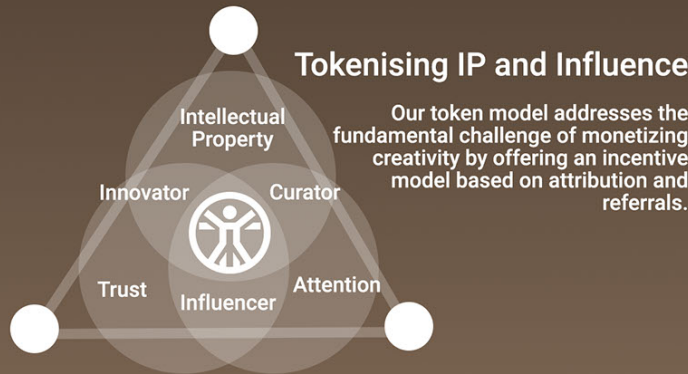 Tokenising IP and Influence
Our token model addresses the
fundamental challenge of monetizing
creativity by offering an incentive
model based on attribution and
referrals.
Intellectual
Property
Innovator
Curator
Trust
Influencer
Attention